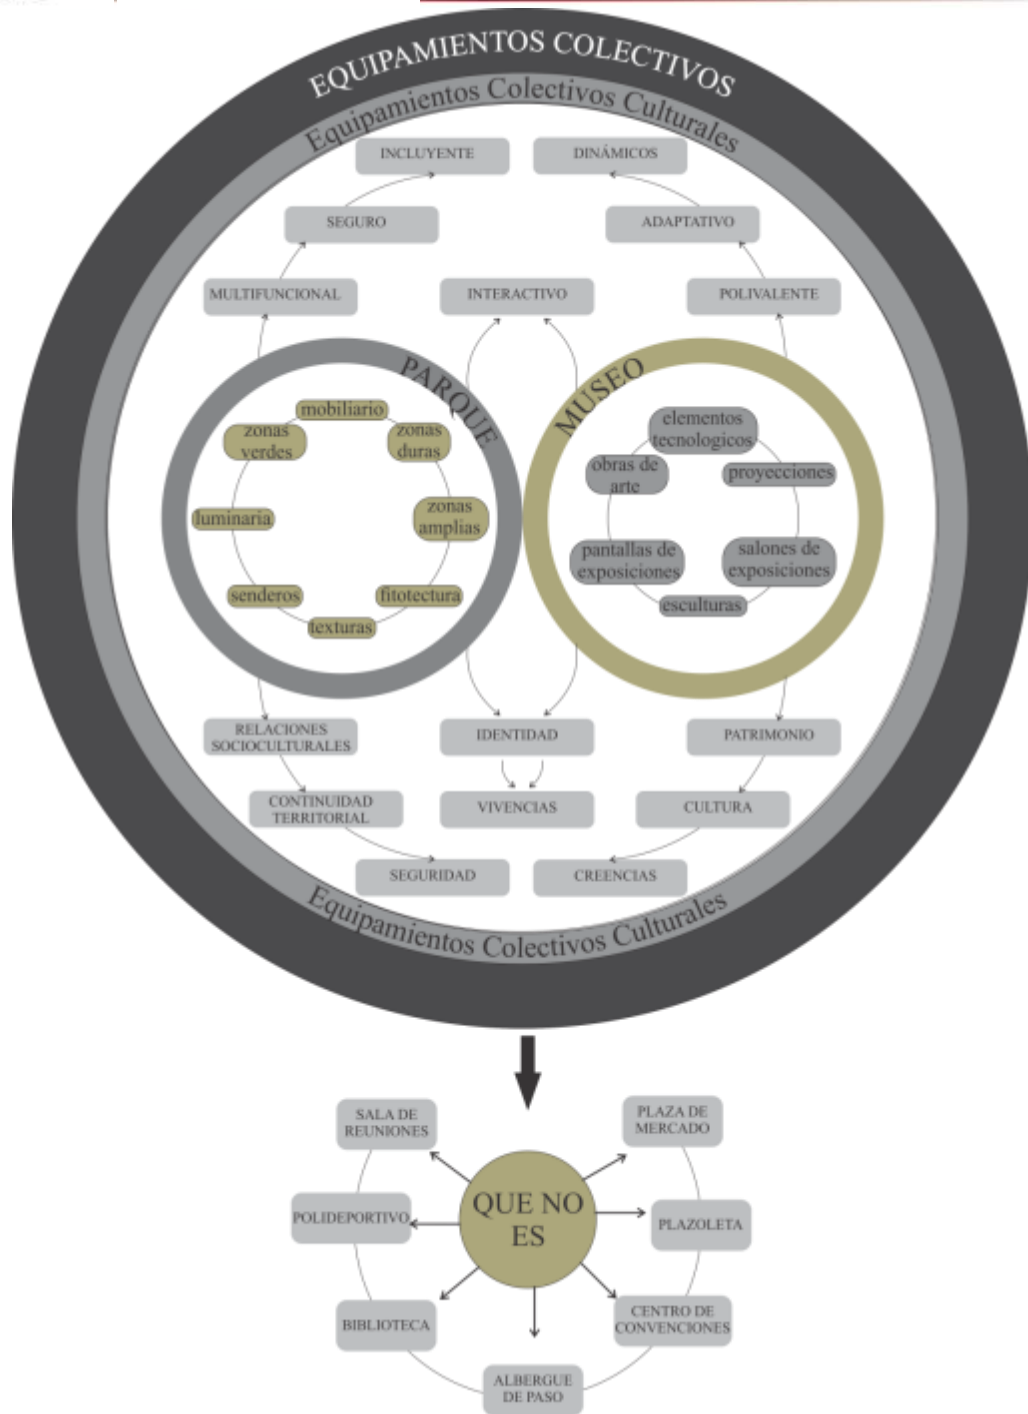 EQUIPAMIENTOS COLECTIVOS
Equipamientos Colectivos Culturales
INCLUYENTE
DINÁMICOS
SEGURO
ADAPTATIVO
MULTIFUNCIONAL
INTERACTIVO
POLIVALENTE
PARQUE
mobiliario
zonas
verdes
zonas
duras
luminaria
zonas
amplias
senderos
fitotectura
texturas
MUSEO
elementos
tecnologicos
obras de
arte
proyecciones
pantallas de
exposiciones
salones de
exposiciones
esculturas
RELACIONES
SOCIOCULTURALES
IDENTIDAD
PATRIMONIO
CONTINUIDAD
TERRITORIAL
VIVENCIAS
CULTURA
SEGURIDAD
CREENCIAS
Equipamientos Colectivos Culturales
SALA DE
REUNIONES
PLAZA DE
MERCADO
QUE NO
ES
POLIDEPORTIVO
PLAZOLETA
BIBLIOTECA
CENTRO DE
CONVENCIONES
ALBERGUE
DE PASO